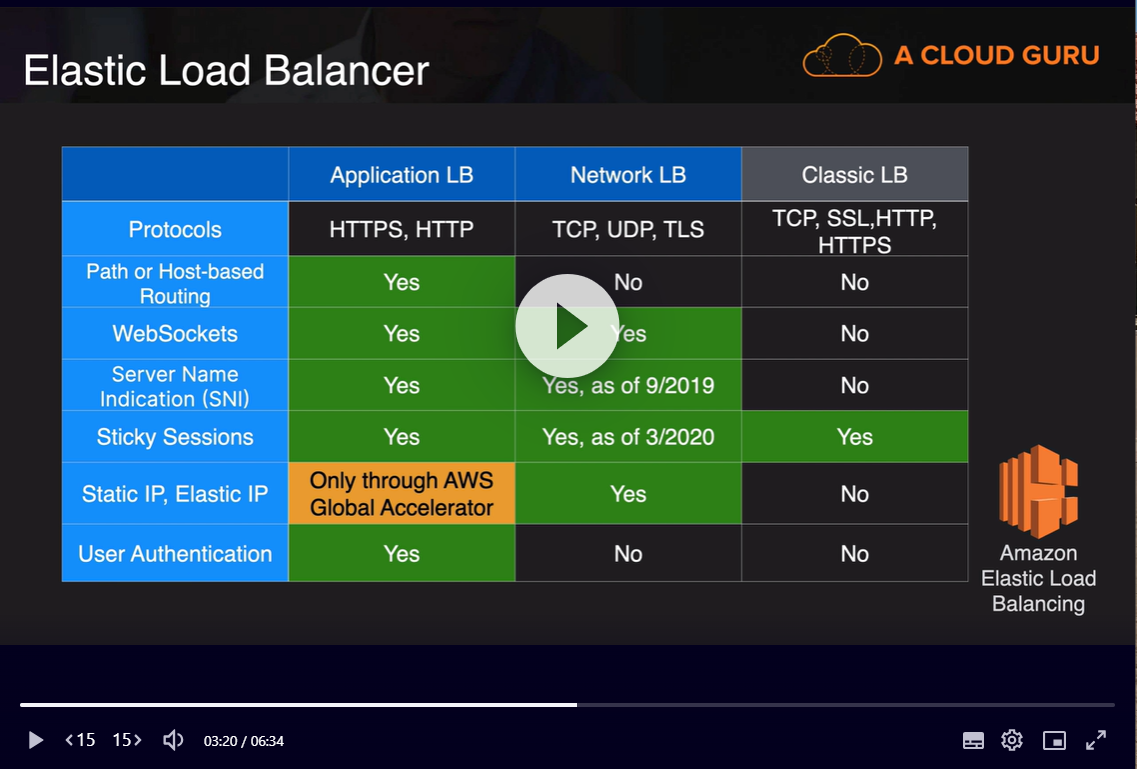 Elastic Load Balancer
A CLOUD GURU
Application LB
Network LB
Classic LB
Protocols
HTTPS, HTTP
TCP, UDP, TLS
TCP, SSL,HTTP,
HTTPS
Path or Host-based
Routing
Yes
No
No
WebSockets
Yes
Yes
No
Server Name
Indication (SNI)
Yes
Yes, as of 9/2019
No
Sticky Sessions
Yes
Yes, as of 3/2020
Yes
Static IP, Elastic IP
Only through AWS
Global Accelerator
Yes
No
User Authentication
Yes
No
No
Amazon
Elastic Load
Balancing
<15
15>
03:20 / 06:34